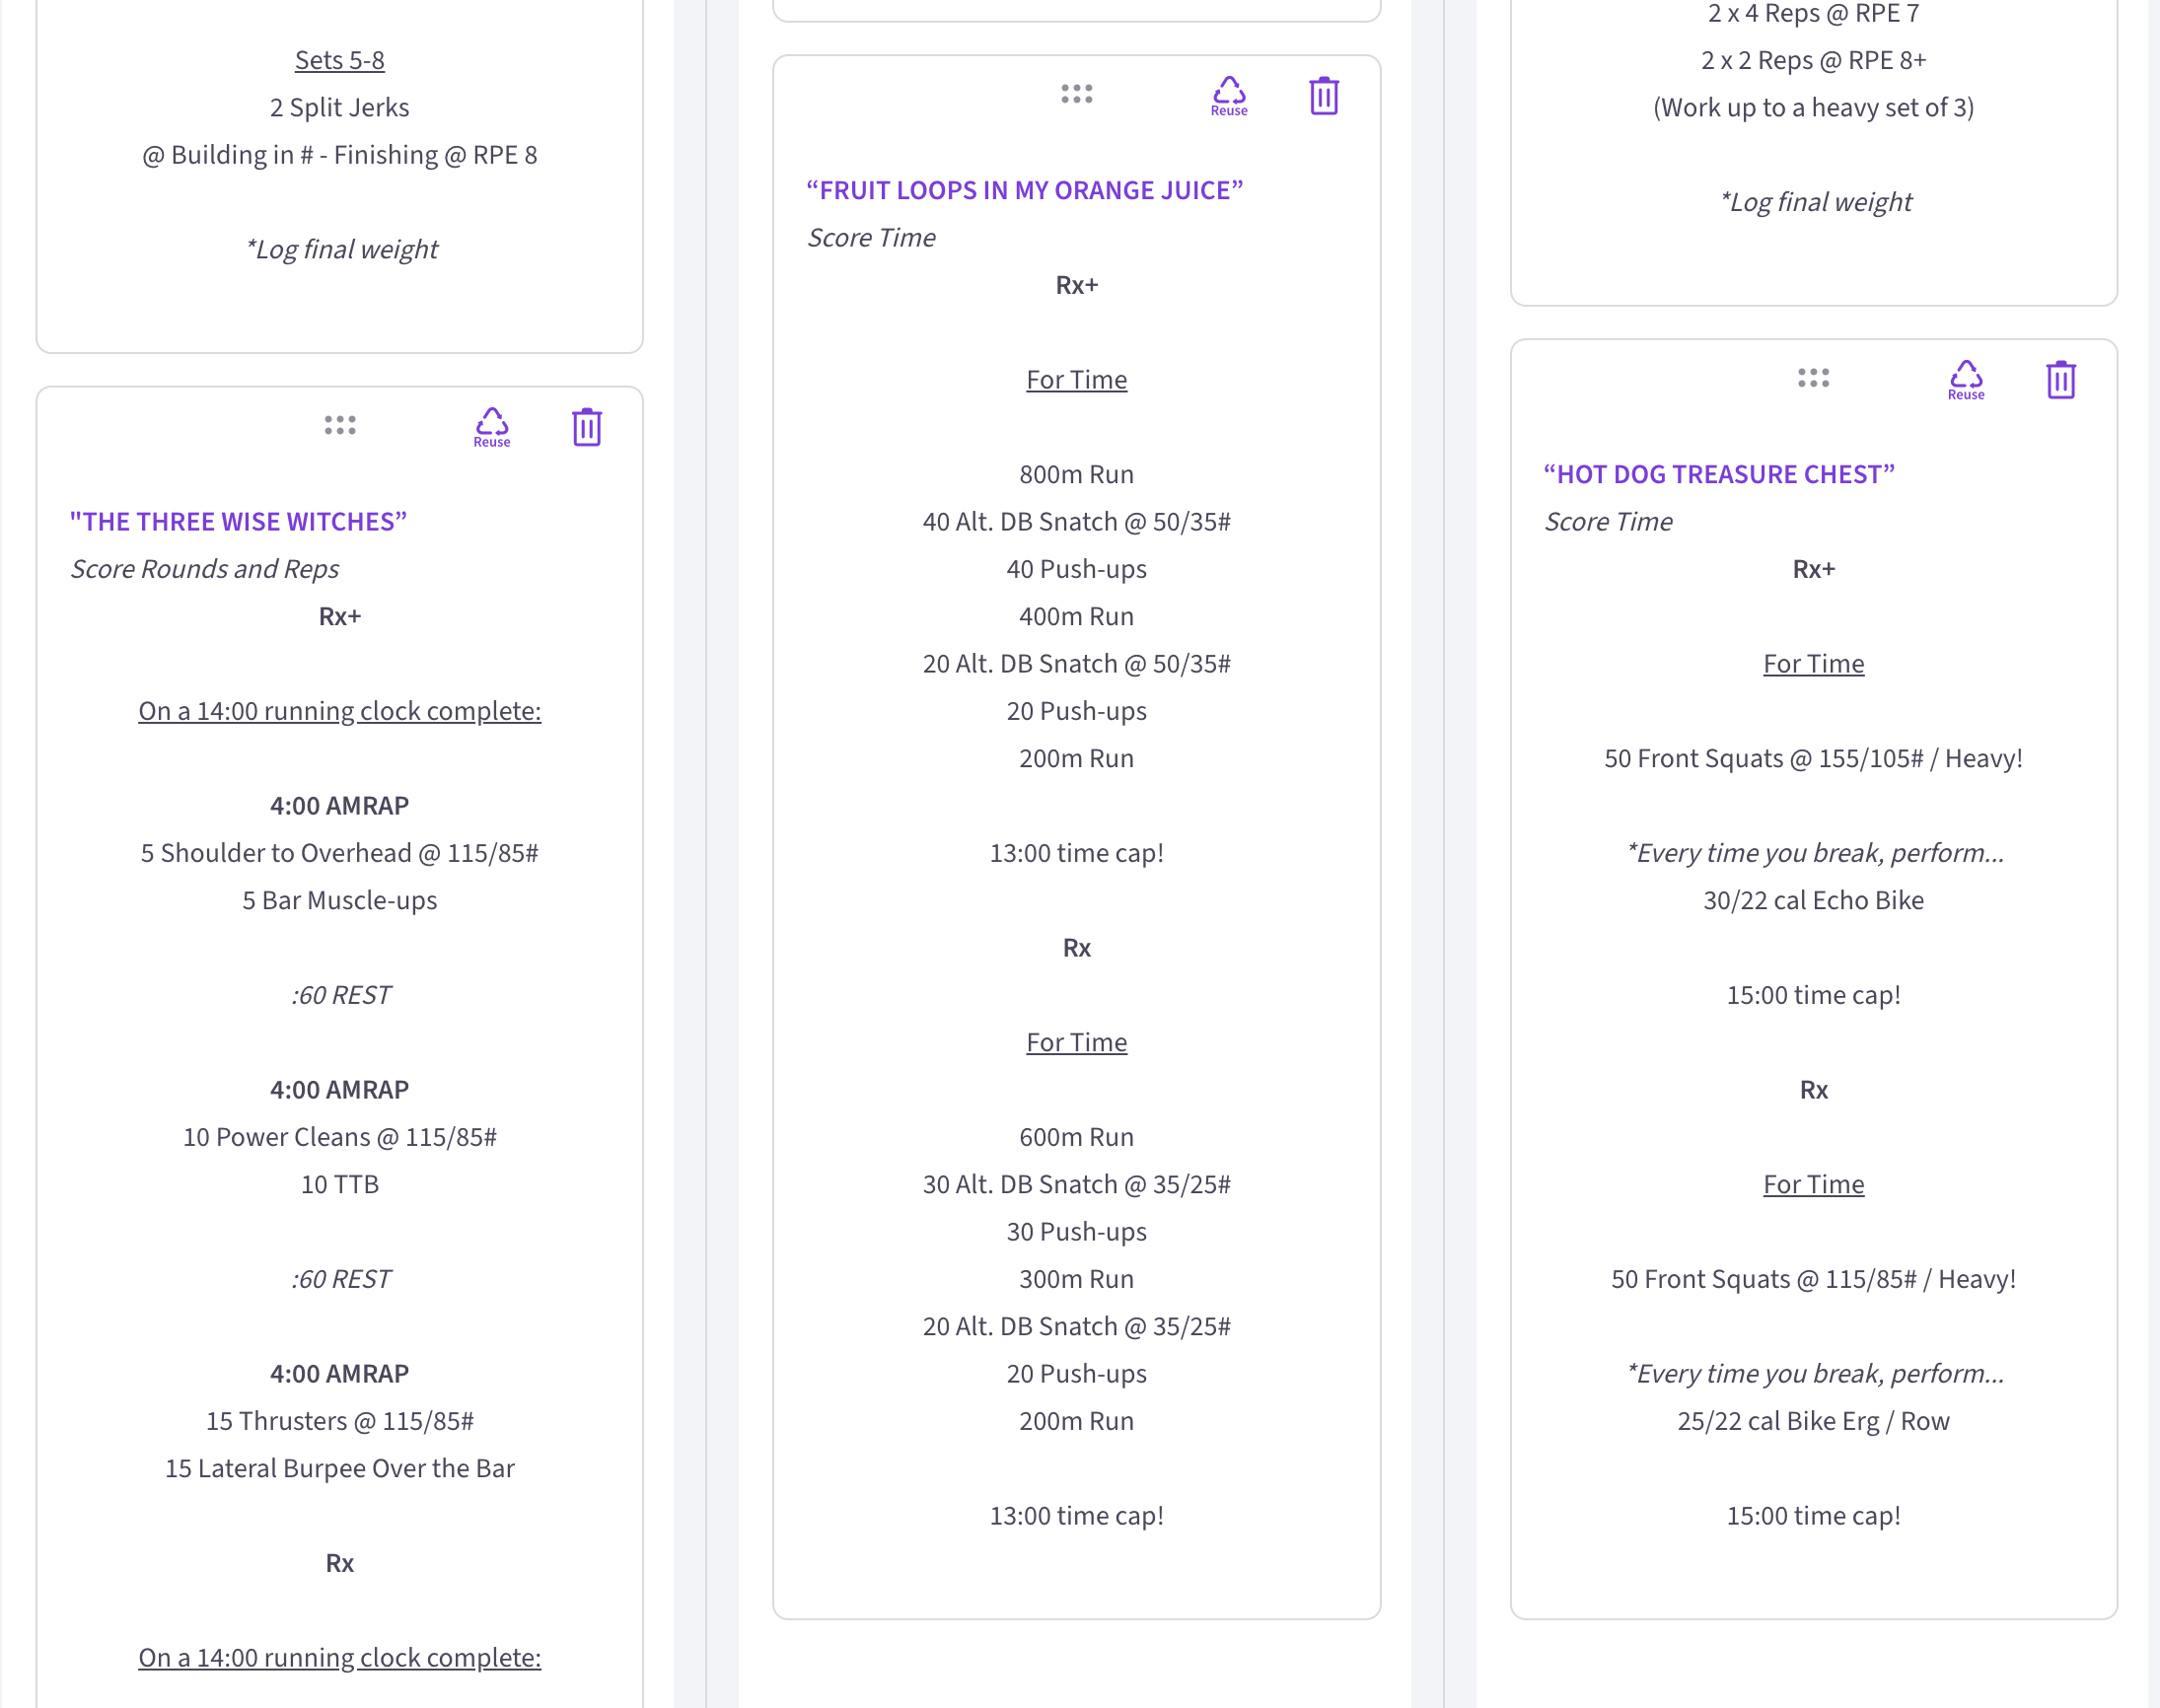 Sets 5-8
2 Split Jerks
@ Building in # - Finishing @ RPE 8
*Log final weight
Reuse
"THE THREE WISE WITCHES”
Score Rounds and Reps
Rx+
On a 14:00 running clock complete:
4:00 AMRAP
5 Shoulder to Overhead @ 115/85#
5 Bar Muscle-ups
:60 REST
4:00 AMRAP
10 Power Cleans @ 115/85#
10 TTB
:60 REST
4:00 AMRAP
15 Thrusters @ 115/85#
15 Lateral Burpee Over the Bar
Rx
On a 14:00 running clock complete:
Reuse
“FRUIT LOOPS IN MY ORANGE JUICE”
Score Time
Rx+
For Time
800m Run
40 Alt. DB Snatch @ 50/35#
40 Push-ups
400m Run
20 Alt. DB Snatch @ 50/35#
20 Push-ups
200m Run
13:00 time cap!
Rx
For Time
600m Run
30 Alt. DB Snatch @ 35/25#
30 Push-ups
300m Run
20 Alt. DB Snatch @ 35/25#
20 Push-ups
200m Run
13:00 time cap!
2 x 4 Reps @ RPE 7
2 x 2 Reps @ RPE 8+
(Work up to a heavy set of 3)
*Log final weight
Reuse
“HOT DOG TREASURE CHEST”
Score Time
Rx+
For Time
50 Front Squats @ 155/105# / Heavy!
*Every time you break, perform...
30/22 cal Echo Bike
15:00 time cap!
Rx
For Time
50 Front Squats @ 115/85# / Heavy!
*Every time you break, perform...
25/22 cal Bike Erg / Row
15:00 time cap!